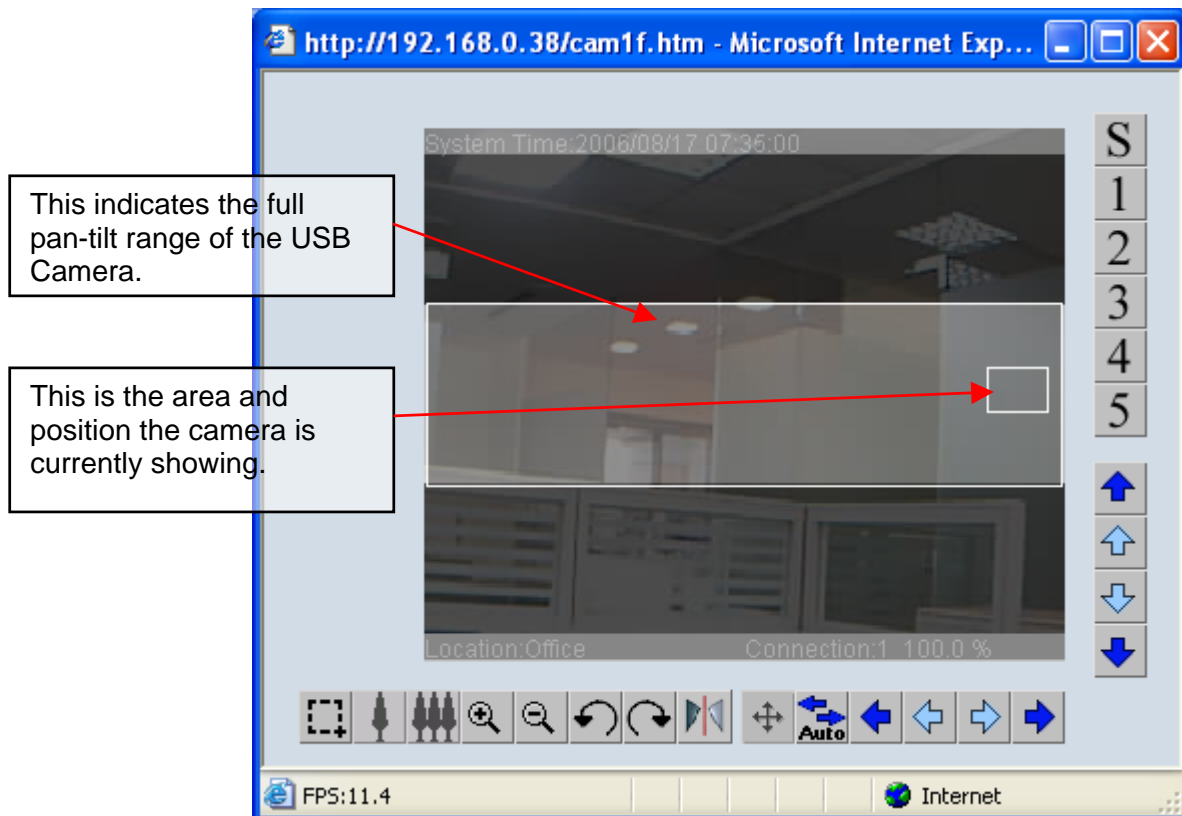 http://192.168.0.38/cam1f.htm - Microsoft Internet Exp...
System Time:2006/08/17 07:36:00
S
1
2
3
4
5
This indicates the full
pan-tilt range of the USB
Camera.
This is the area and
position the camera is
currently showing.
Location:Office Connection:1 100.0 %
Auto
FPS:11.4 Internet